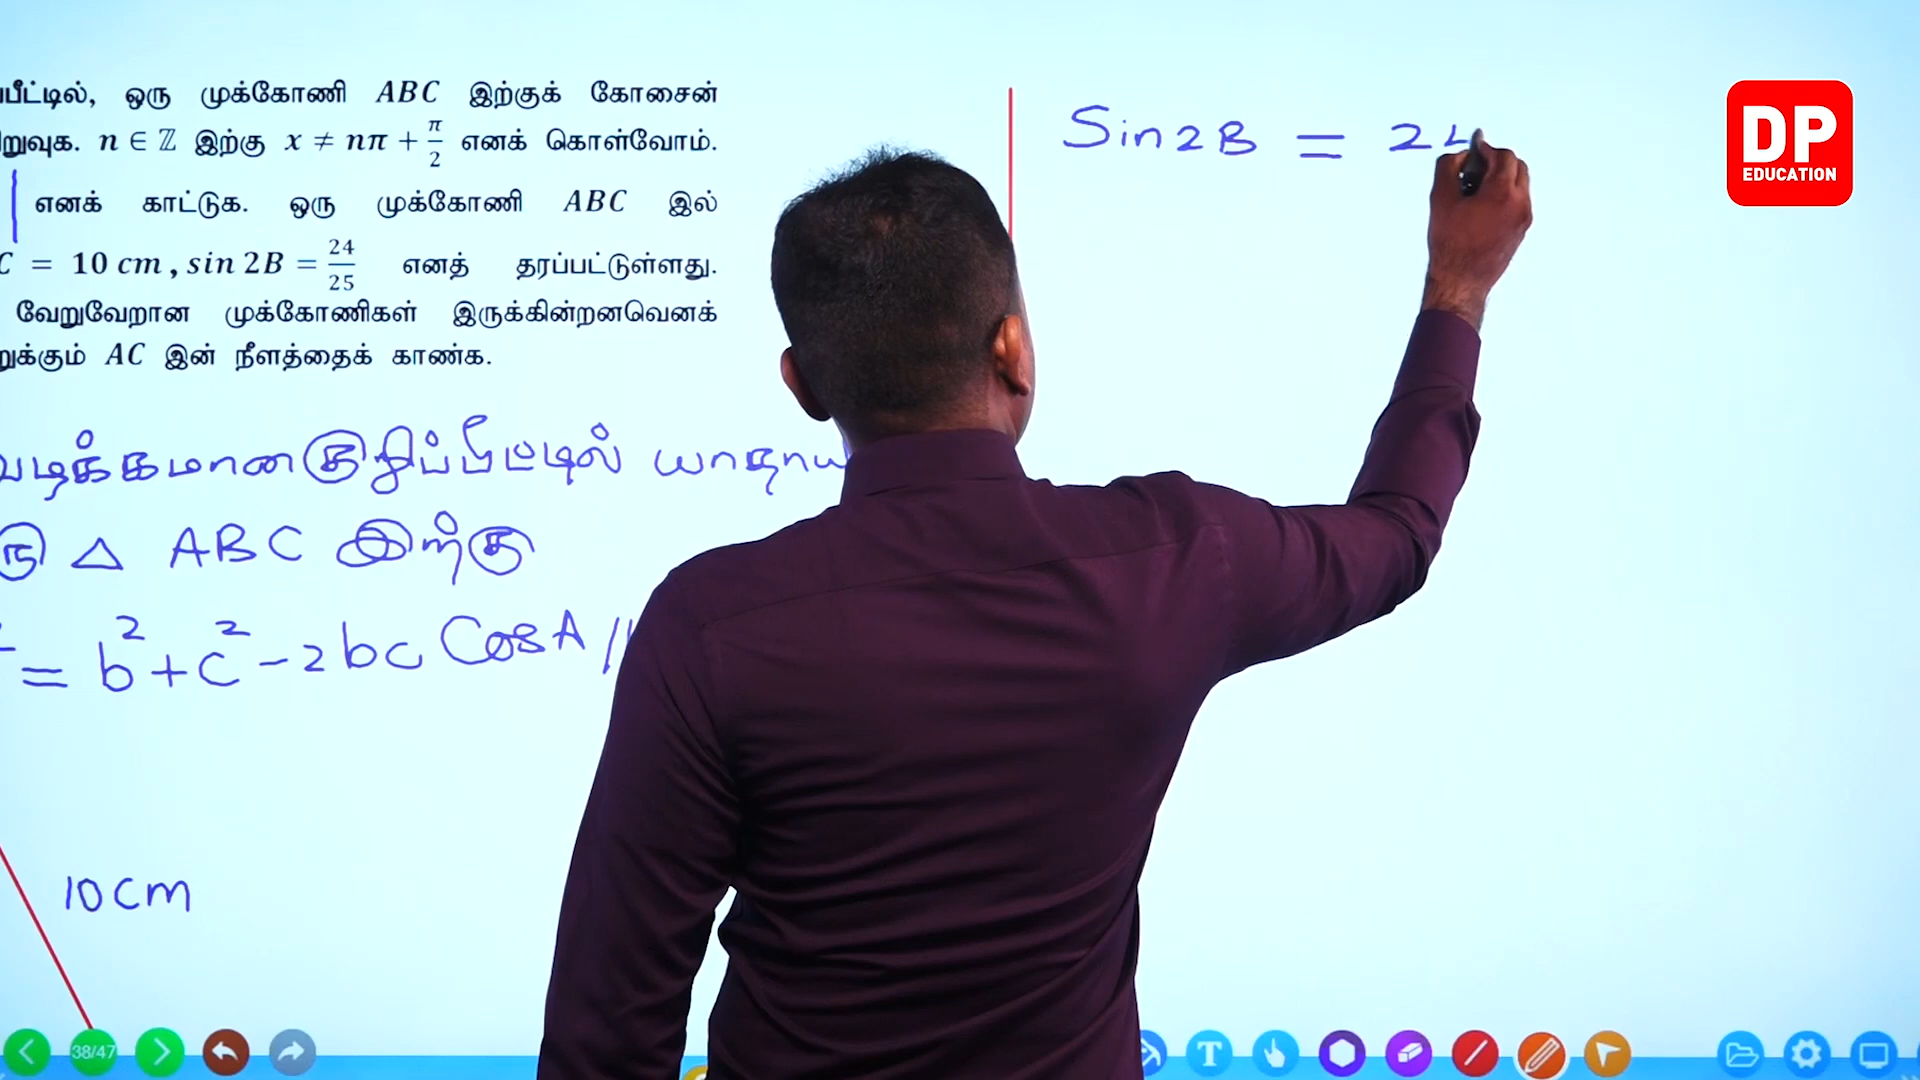 ஒரு முக்கோணி ABC இற்குக் கோசைன்
n ∈ ℤ இற்கு x ≠ nπ + π/2 எனக் கொள்வோம்.
எனக் காட்டுக. ஒரு முக்கோணி ABC இல்
C = 10 cm , sin 2B = 24/25 எனத் தரப்பட்டுள்ளது.
வேறுவேறான முக்கோணிகள் இருக்கின்றனவெனக்
AC இன் நீளத்தைக் காண்க.
குறிப்பீட்டில்
△ ABC இற்கு
= b² + c² - 2bc CosA //
10cm
Sin2B = 24
DP
EDUCATION
38/47
T